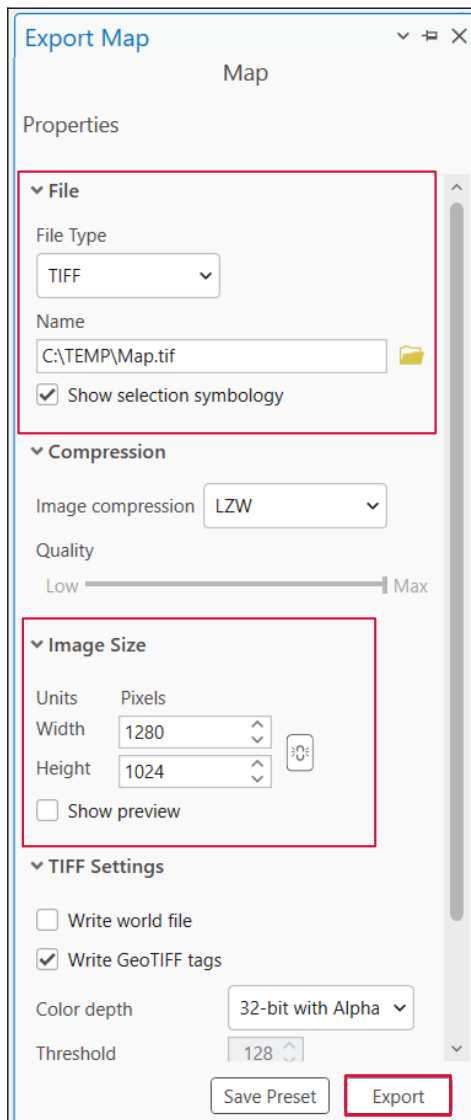 Export Map
Map
Properties
File
File Type
TIFF
Name
C:\TEMP\Map.tif
Show selection symbology
Compression
Image compression LZW
Quality
Low Max
Image Size
Units Pixels
Width 1280
Height 1024
Show preview
TIFF Settings
Write world file
Write GeoTIFF tags
Color depth 32-bit with Alpha
Threshold 128
Save Preset Export